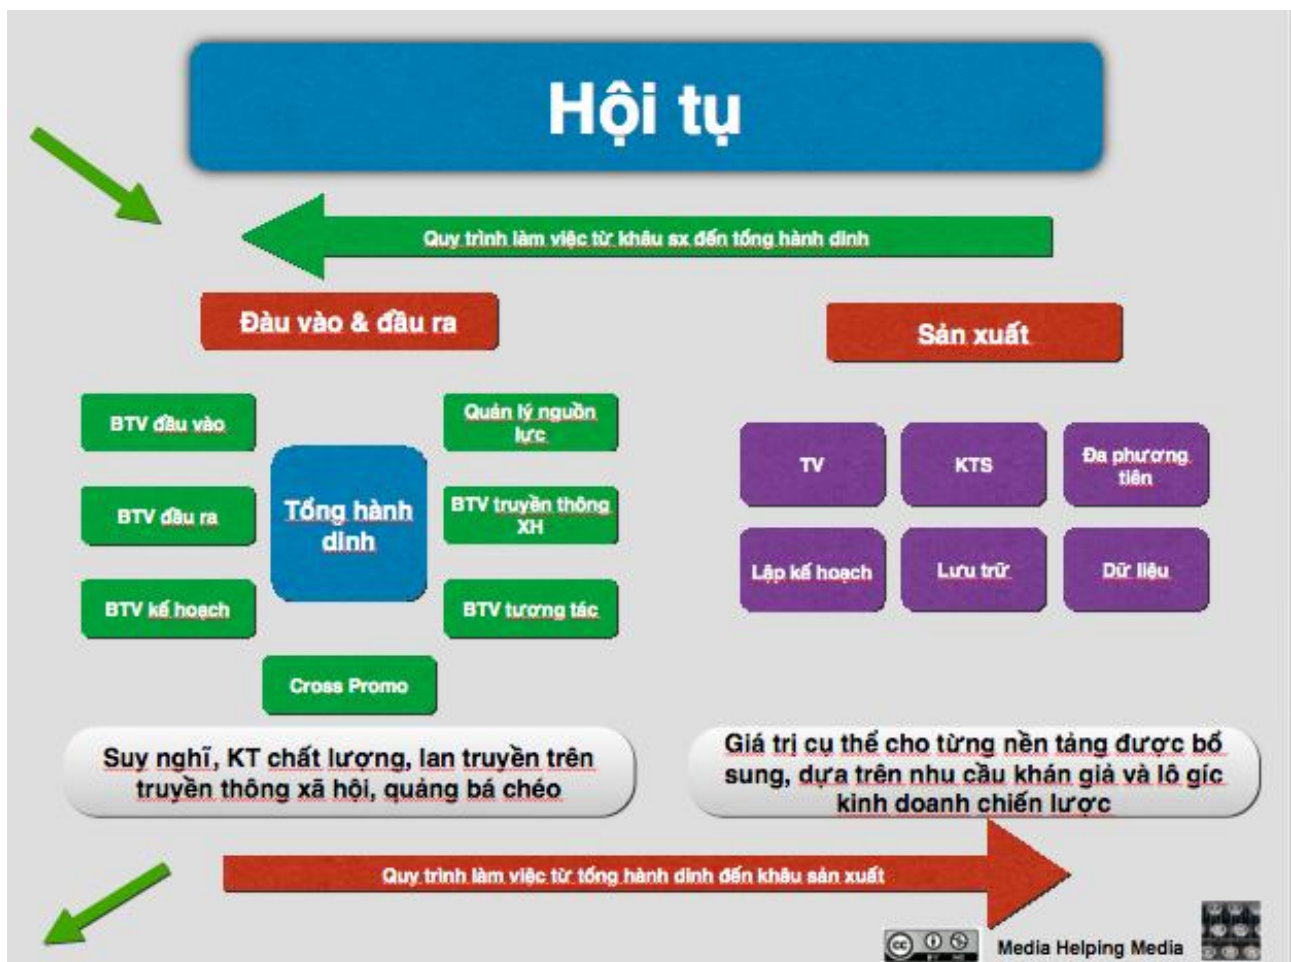 Hội tụ
Quy trình làm việc từ khâu sx đến tổng hành dinh
Đàu vào & đầu ra
Sản xuất
BTV đầu vào
Quản lý nguồn
lực
Tổng hành
dinh
BTV đầu ra
BTV truyền thông
XH
BTV kế hoạch
BTV tương tác
Cross Promo
TV
KTS
Đa phương
tiên
Lập kế hoạch
Lưu trữ
Dữ liệu
Suy nghĩ, KT chất lượng, lan truyền trên
truyền thông xã hội, quảng bá chéo
Giá trị cụ thể cho từng nền tảng được bổ
sung, dựa trên nhu cầu khán giả và lô gíc
kinh doanh chiến lược
Quy trình làm việc từ tổng hành dinh đến khâu sản xuất
cc
BY NC
Media Helping Media